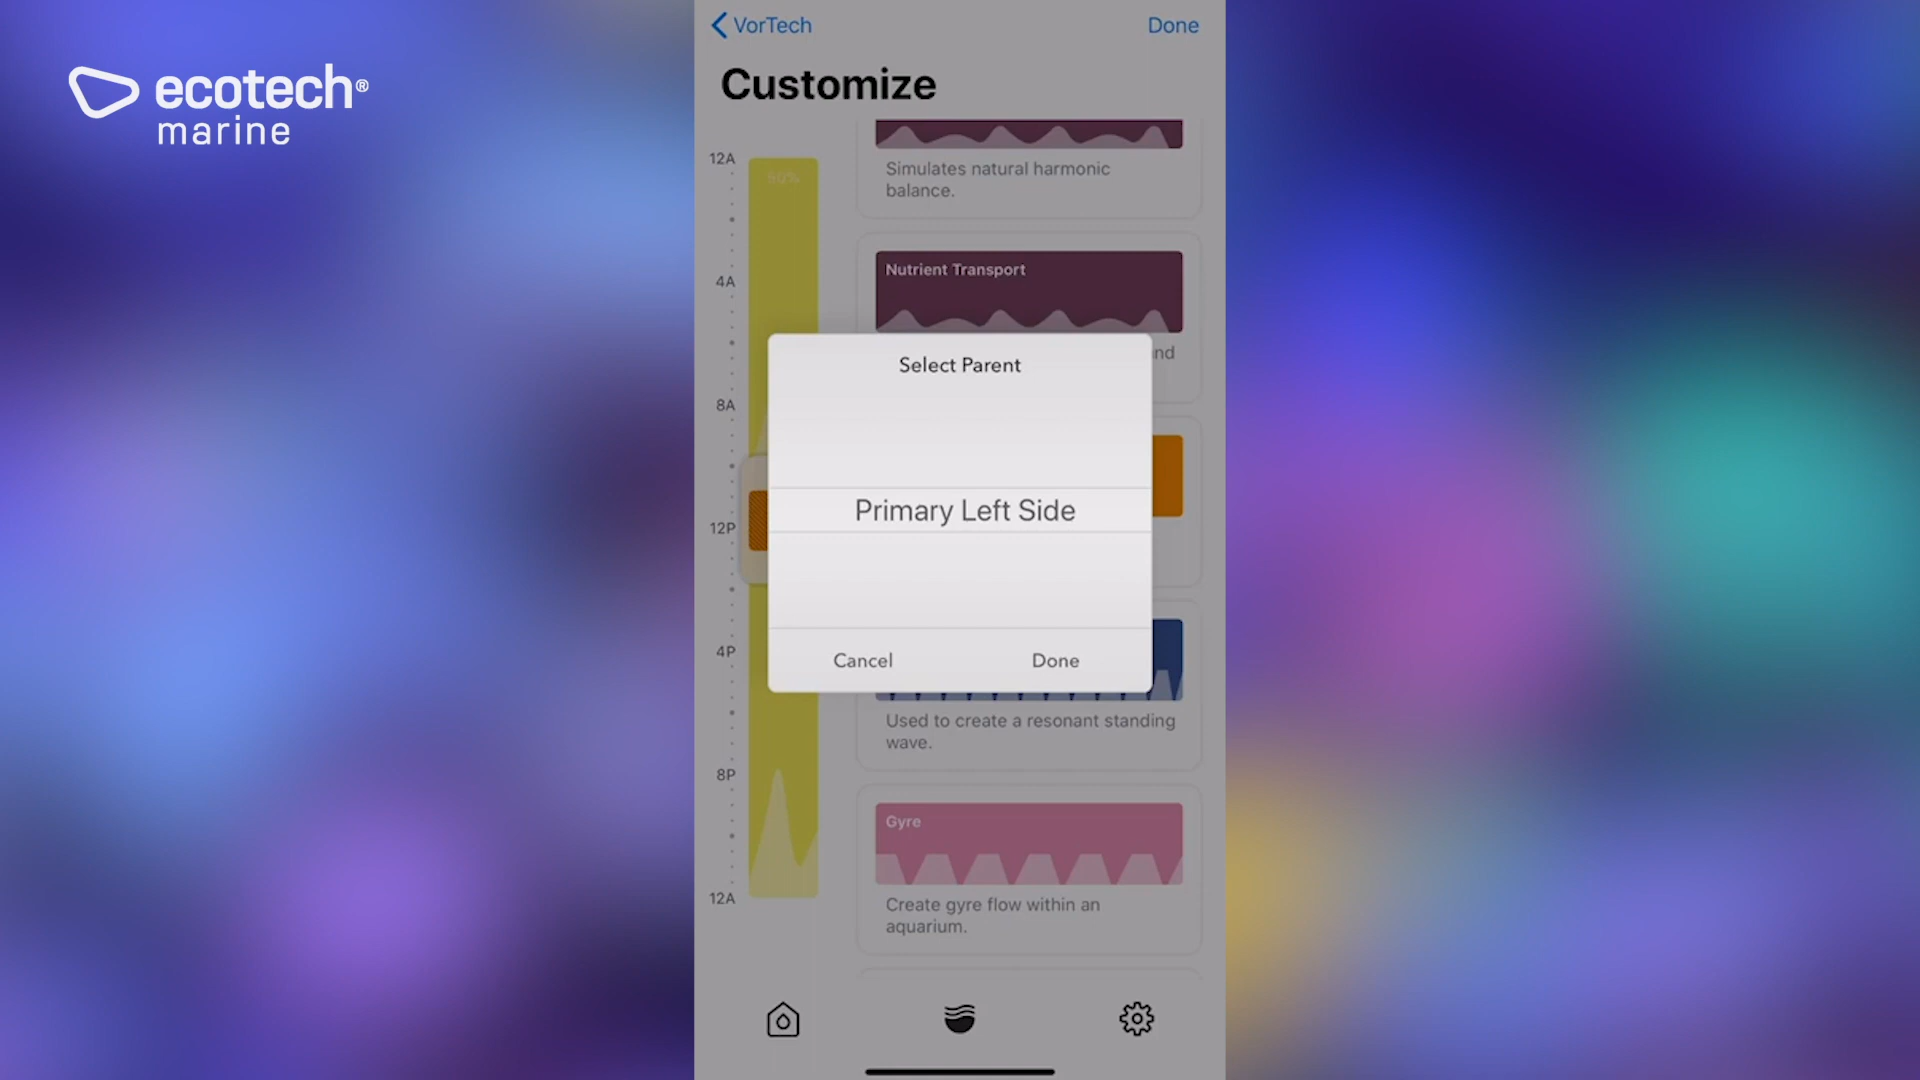 ecotech®
marine
VorTech
Done
Customize
12A
50%
Simulates natural harmonic
balance.
4A
Nutrient Transport
nd
Select Parent
8A
Primary Left Side
12P
4P
Cancel
Done
Used to create a resonant standing
wave.
8P
Gyre
12A
Create gyre flow within an
aquarium.